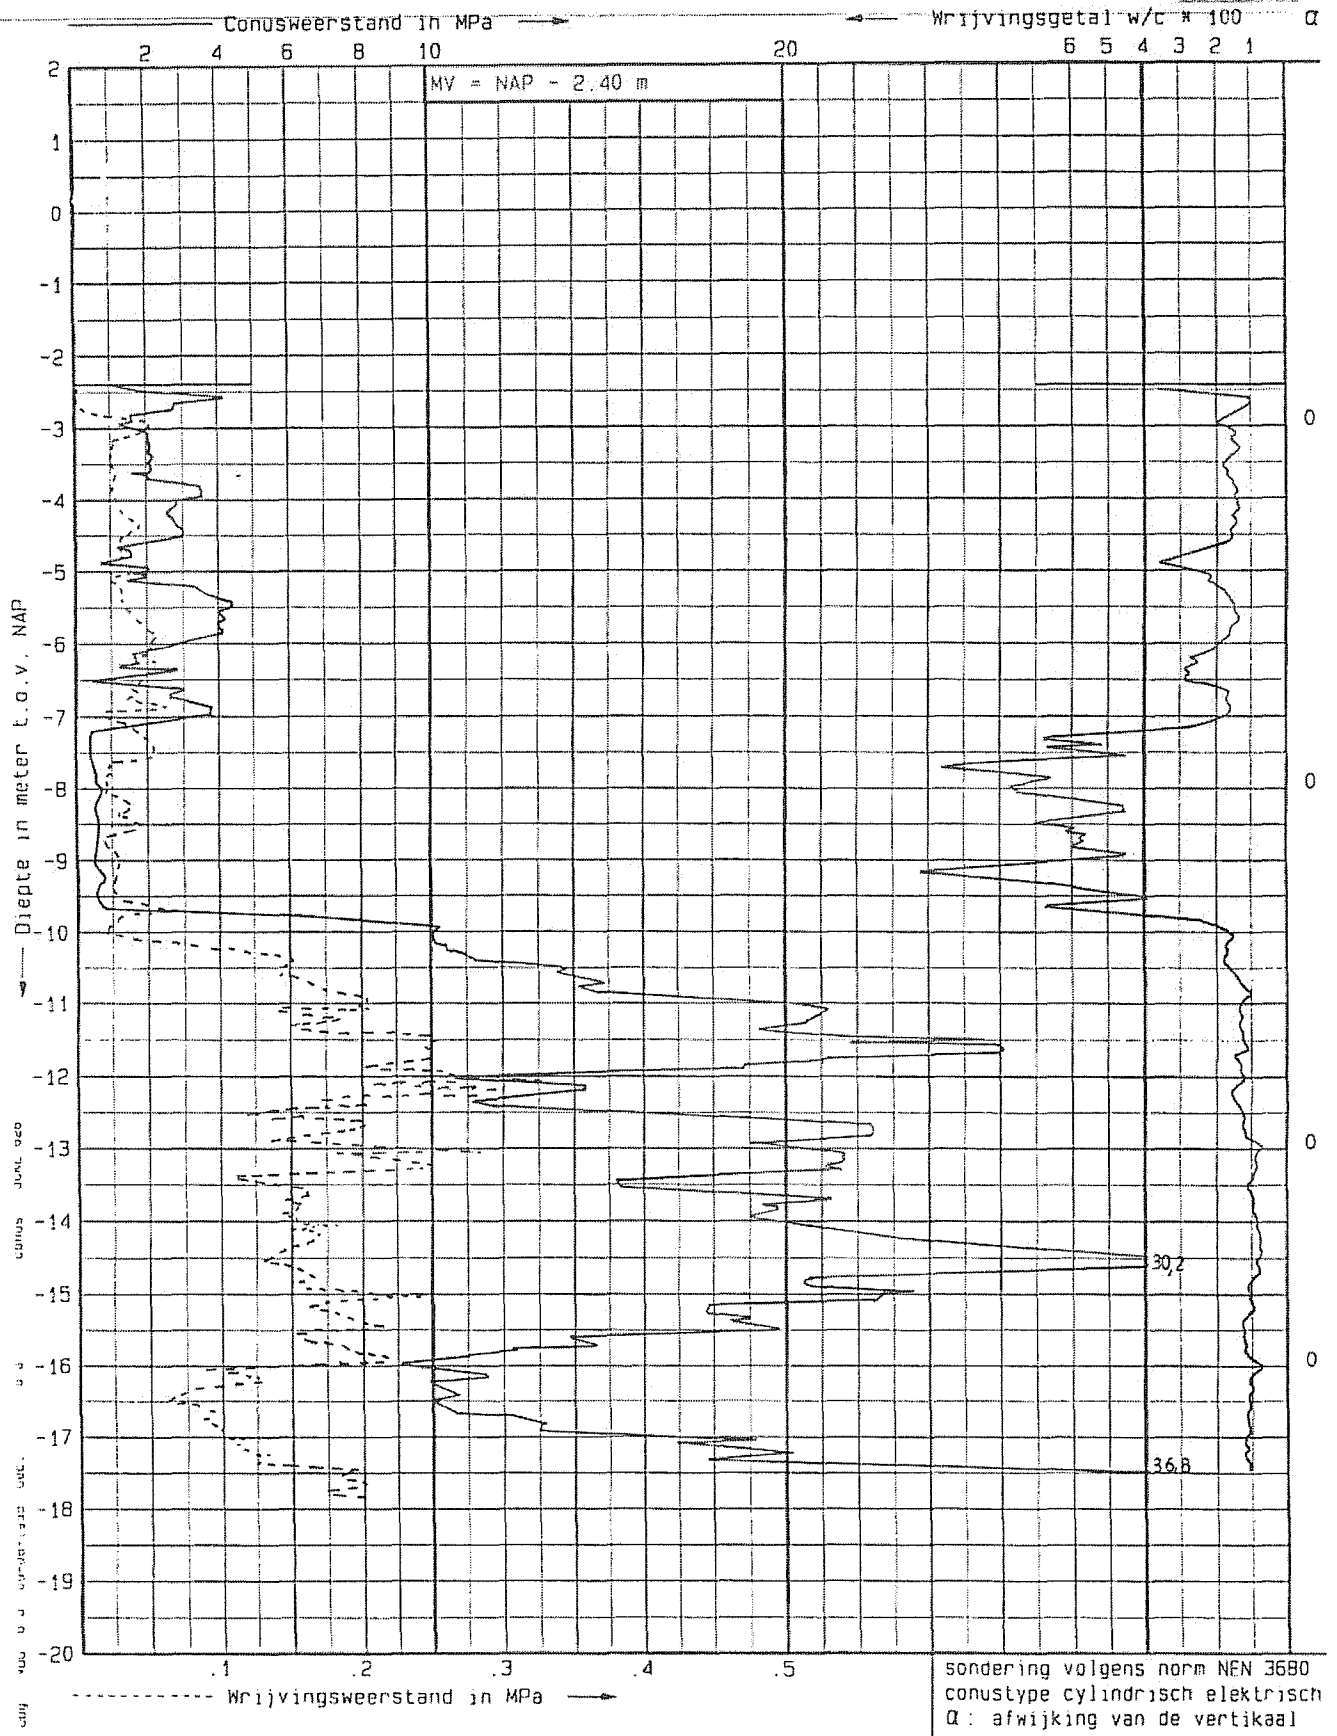 Conusweerstand in MPa
Wrijvingsgetal w/c * 100
α
2 4 6 8 10 20 6 5 4 3 2 1
MV = NAP - 2.40 m
2
1
0
-1
-2
-3
-4
-5
-6
-7
-8
-9
-10
-11
-12
-13
-14
-15
-16
-17
-18
-19
-20
Diepte in meter t.o.v. NAP
0
0
0
0
30,2
36,8
conus
.1 .2 .3 .4 .5
Wrijvingsweerstand in MPa
sondering volgens norm NEN 3680
conustype cylindrisch elektrisch
α: afwijking van de vertikaal